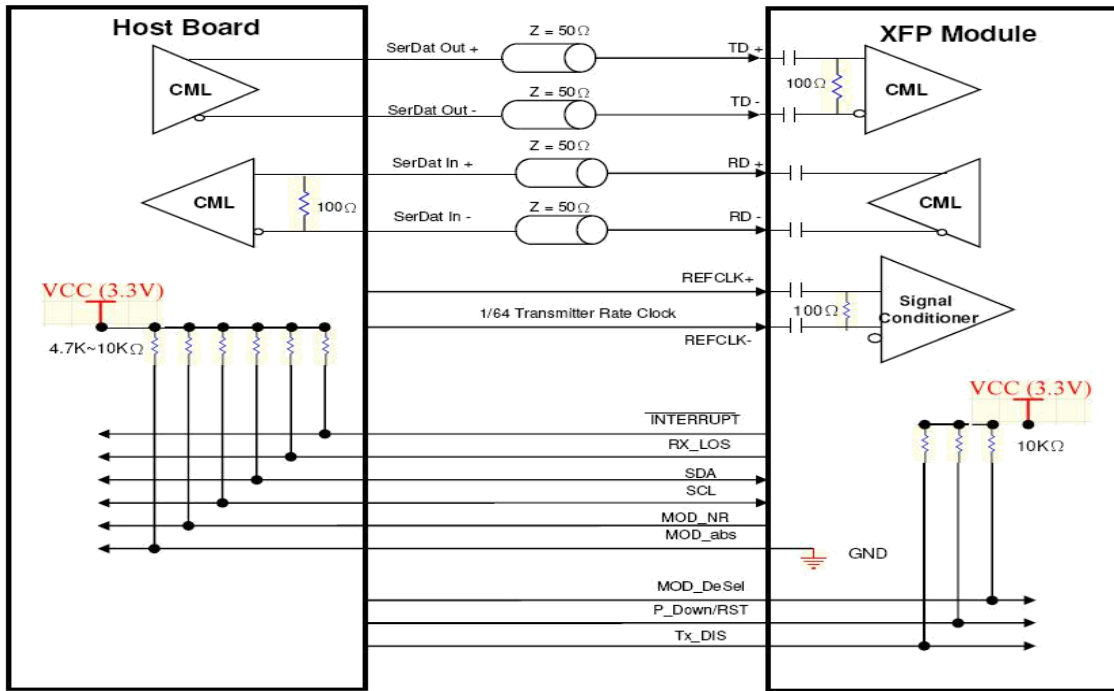 Host Board
XFP Module
SerDat Out +
Z = 50Ω
TD +
CML
100Ω
CML
SerDat Out -
Z = 50Ω
TD -
SerDat In +
Z = 50Ω
RD +
CML
100Ω
CML
SerDat In -
Z = 50Ω
RD -
REFCLK+
VCC (3.3V)
1/64 Transmitter Rate Clock
100Ω
Signal
Conditioner
REFCLK-
4.7K~10KΩ
VCC (3.3V)
INTERRUPT
10KΩ
RX_LOS
SDA
SCL
MOD_NR
MOD_abs
GND
MOD_DeSel
P_Down/RST
Tx_DIS